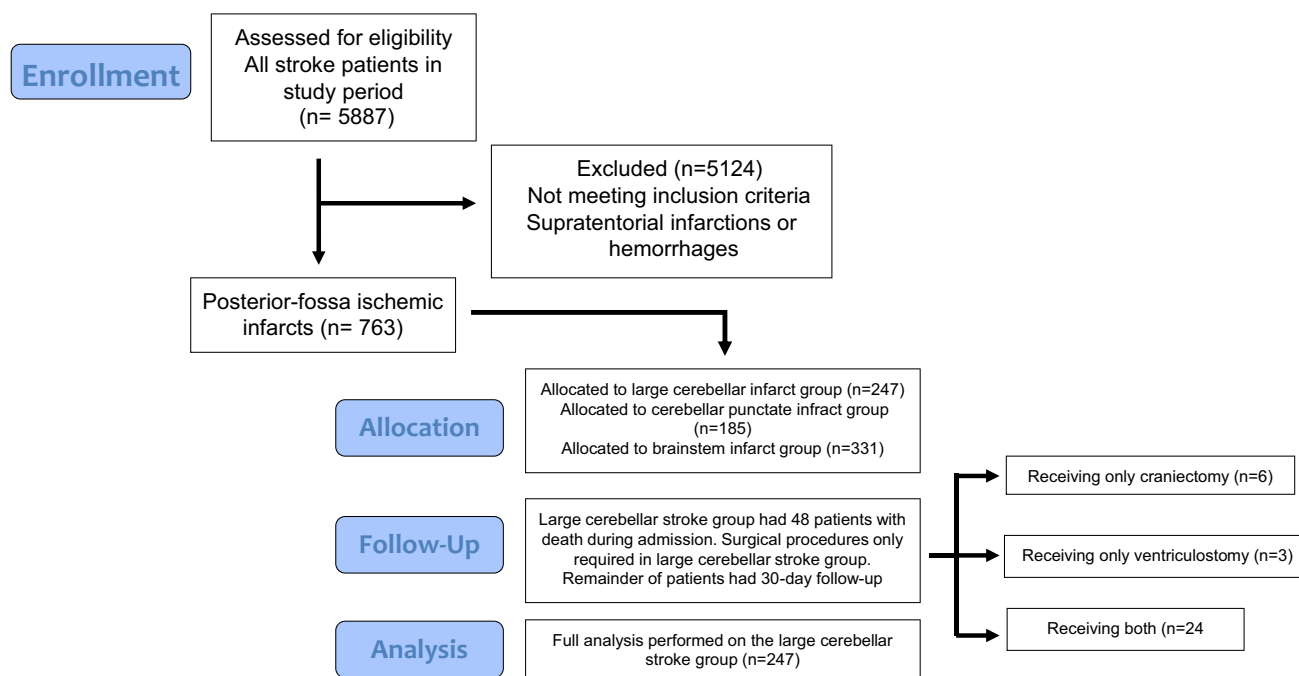 Enrollment
Assessed for eligibility
All stroke patients in
study period
(n= 5887)
Excluded (n=5124)
Not meeting inclusion criteria
Supratentorial infarctions or
hemorrhages
Posterior-fossa ischemic
infarcts (n= 763)
Allocation
Allocated to large cerebellar infarct group (n=247)
Allocated to cerebellar punctate infract group
(n=185)
Allocated to brainstem infarct group (n=331)
Follow-Up
Large cerebellar stroke group had 48 patients with
death during admission. Surgical procedures only
required in large cerebellar stroke group.
Remainder of patients had 30-day follow-up
Receiving only craniectomy (n=6)
Receiving only ventriculostomy (n=3)
Receiving both (n=24
Analysis
Full analysis performed on the large cerebellar
stroke group (n=247)